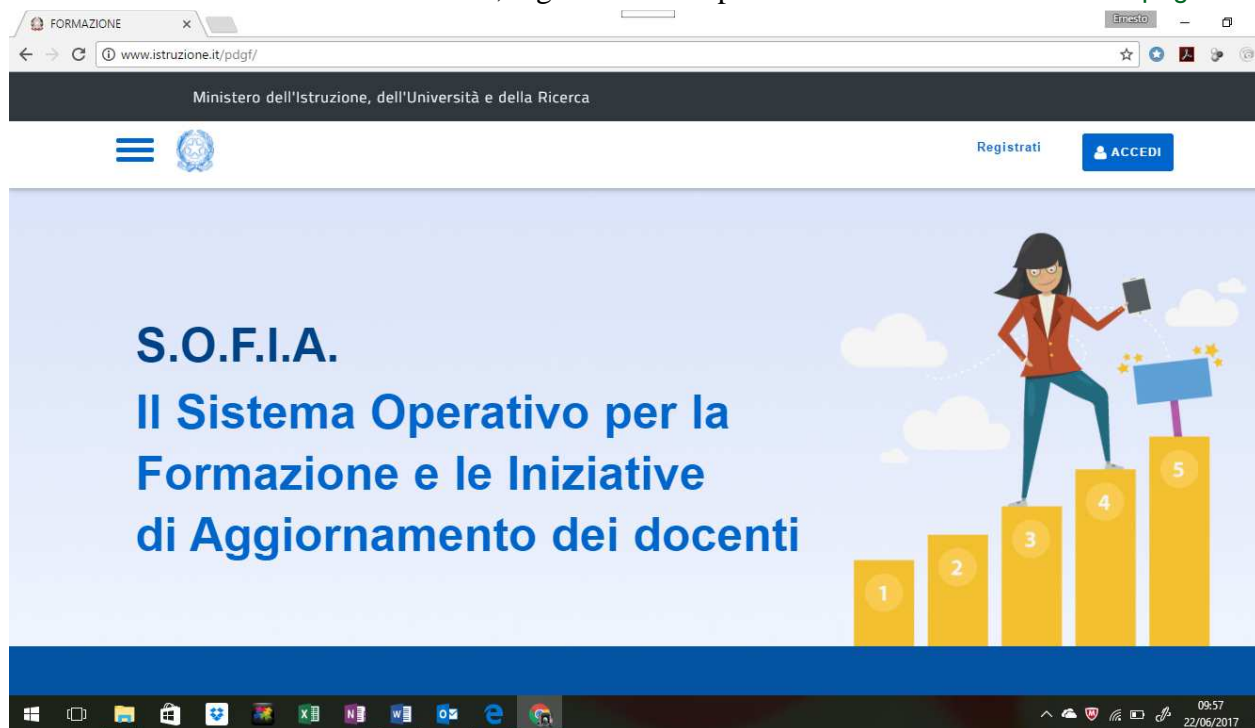 FORMAZIONE
Ernesto
www.istruzione.it/pdgf/
Ministero dell'Istruzione, dell'Università e della Ricerca
Registrati
ACCEDI
S.O.F.I.A.
Il Sistema Operativo per la
Formazione e le Iniziative
di Aggiornamento dei docenti
1
2
3
4
5
09:57
22/06/2017